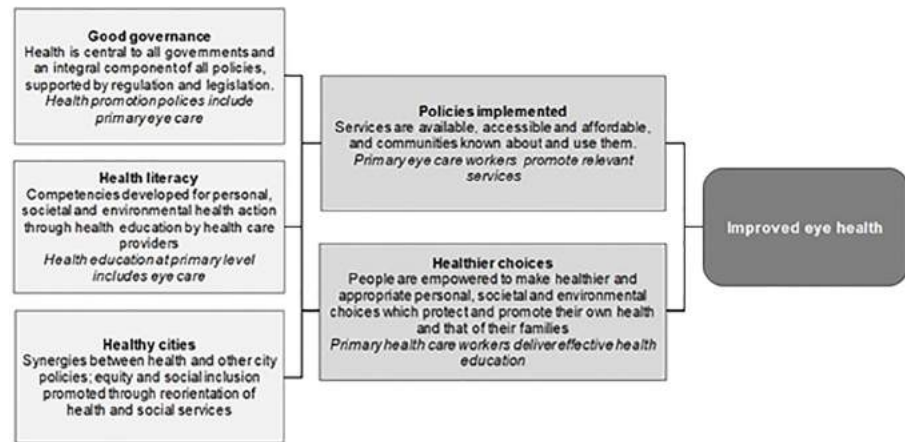 Good governance
Health is central to all governments and
an integral component of all policies,
supported by regulation and legislation.
Health promotion polices include
primary eye care
Health literacy
Competencies developed for personal,
societal and environmental health action
through health education by health care
providers
Health education at primary level
includes eye care
Healthy cities
Synergies between health and other city
policies; equity and social inclusion
promoted through reorientation of
health and social services
Policies implemented
Services are available, accessible and affordable,
and communities known about and use them.
Primary eye care workers promote relevant
services
Healthier choices
People are empowered to make healthier and
appropriate personal, societal and environmental
choices which protect and promote their own health
and that of their families
Primary health care workers deliver effective health
education
Improved eye health